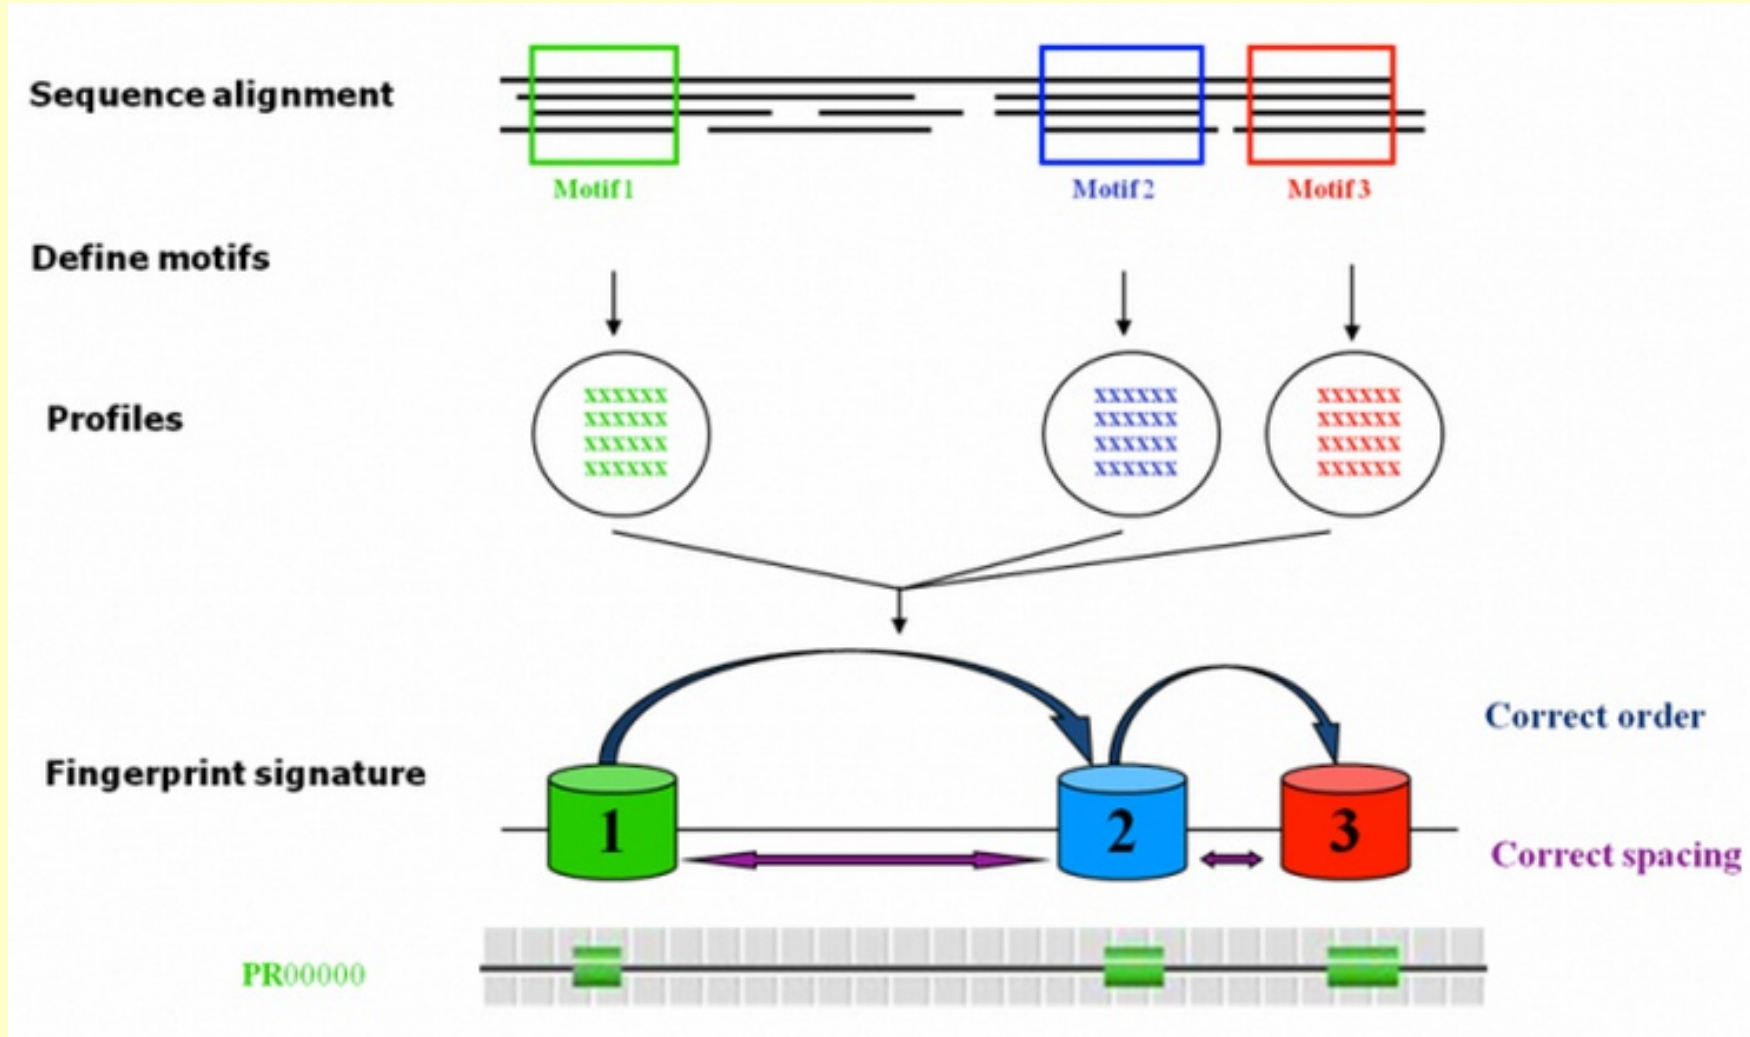 Sequence alignment
Motif 1
Motif 2
Motif 3
Define motifs
Profiles
xxxxxx
xxxxxx
xxxxxx
xxxxxx
xxxxxx
xxxxxx
xxxxxx
xxxxxx
xxxxxx
xxxxxx
xxxxxx
xxxxxx
Correct order
Fingerprint signature
1
2
3
Correct spacing
PR00000